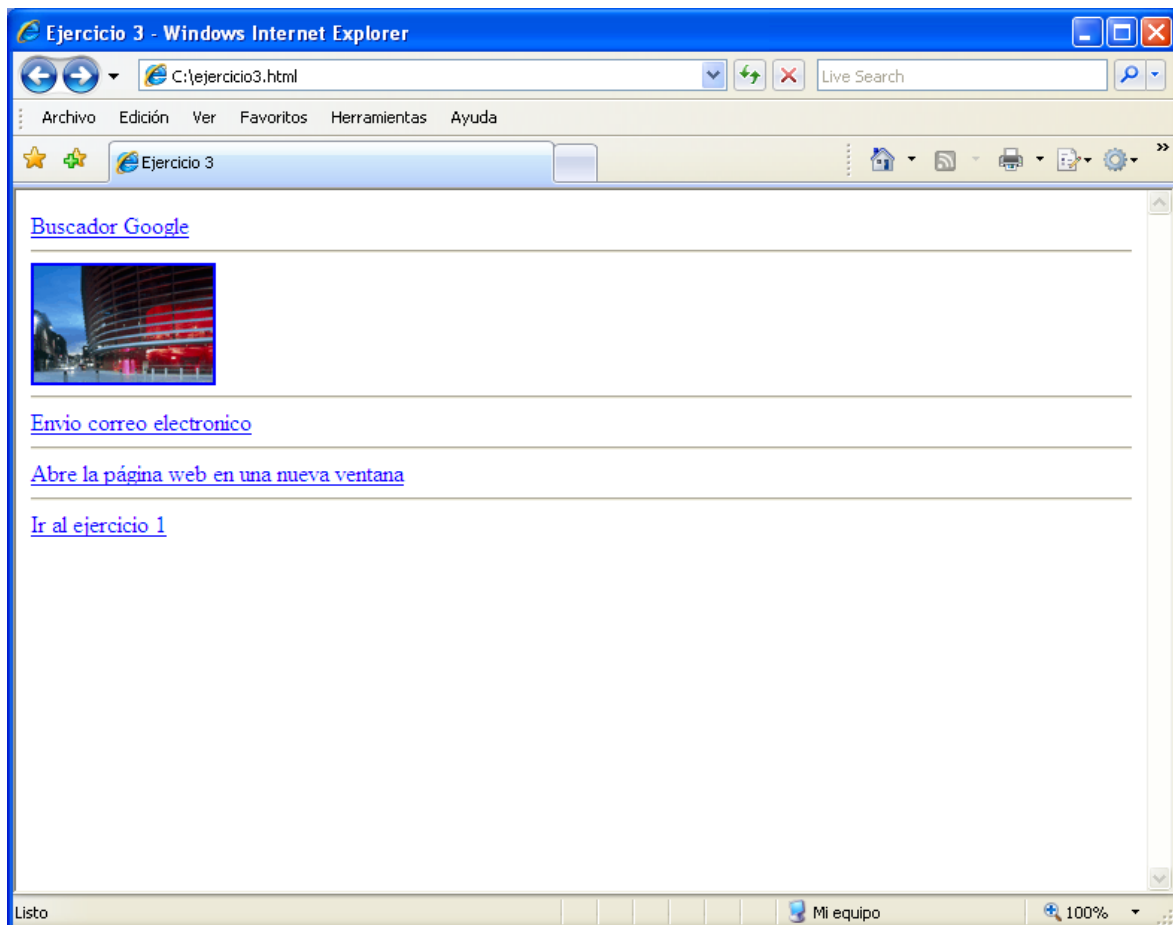 Ejercicio 3 - Windows Internet Explorer
C:\ejercicio3.html
Live Search
Archivo Edición Ver Favoritos Herramientas Ayuda
Ejercicio 3
Buscador Google
Envio correo electronico
Abre la página web en una nueva ventana
Ir al ejercicio 1
Listo Mi equipo 100%